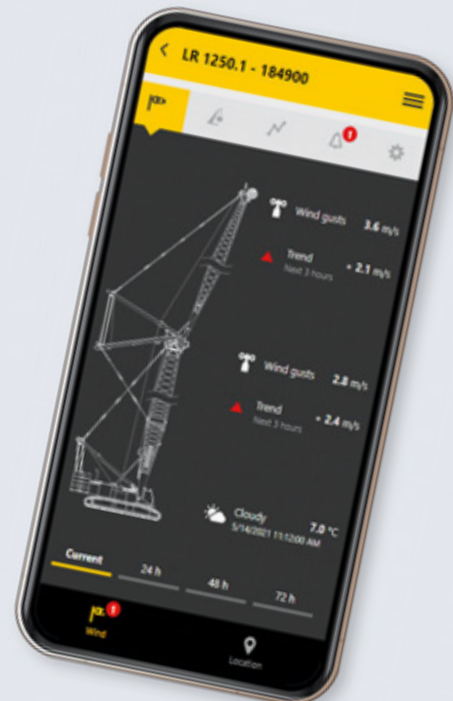 LR 1250.1 - 184900
1
Wind gusts 3.6 m/s
Trend + 2.1 m/s
Next 3 hours
Wind gusts 2.8 m/s
Trend + 2.4 m/s
Next 3 hours
Cloudy 7.0 °C
5/14/2021 11:12:00 AM
Current 24 h 48 h 72 h
1
Wind Location